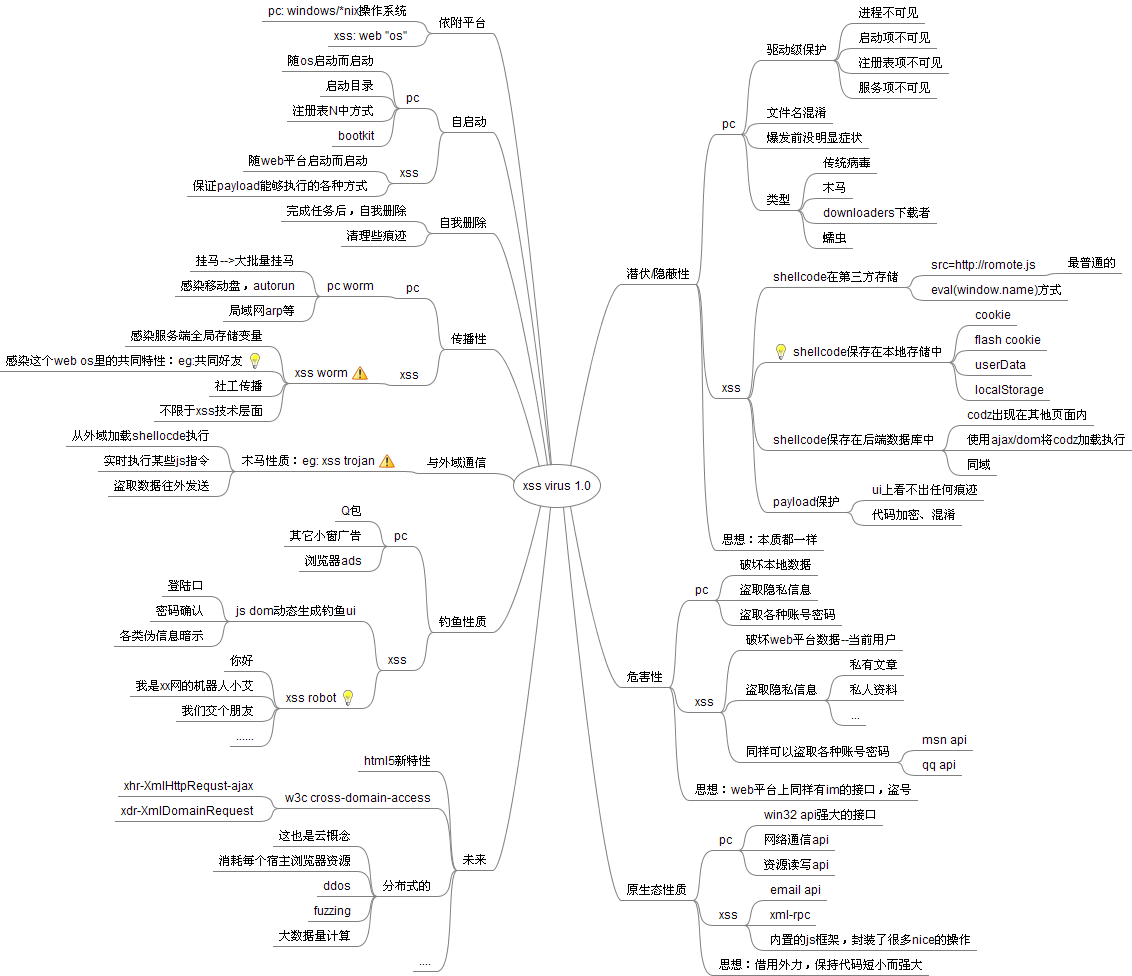 xss virus 1.0
依附平台
pc: windows/*nix操作系统
xss: web "os"
自启动
pc
随os启动而启动
启动目录
注册表N中方式
bootkit
xss
随web平台启动而启动
保证payload能够执行的各种方式
自我删除
完成任务后，自我删除
清理些痕迹
传播性
pc
pc worm
挂马-->大批量挂马
感染移动盘，autorun
局域网arp等
xss
xss worm
感染服务端全局存储变量
感染这个web os里的共同特性：eg:共同好友
社工传播
不限于xss技术层面
与外域通信
木马性质：eg: xss trojan
从外域加载shellocde执行
实时执行某些js指令
盗取数据往外发送
钓鱼性质
pc
Q包
其它小窗广告
浏览器ads
xss
js dom动态生成钓鱼ui
登陆口
密码确认
各类伪信息暗示
xss robot
你好
我是xx网的机器人小艾
我们交个朋友
......
未来
html5新特性
w3c cross-domain-access
xhr-XmlHttpRequst-ajax
xdr-XmlDomainRequest
分布式的
这也是云概念
消耗每个宿主浏览器资源
ddos
fuzzing
大数据量计算
....
潜伏/隐蔽性
pc
驱动级保护
进程不可见
启动项不可见
注册表项不可见
服务项不可见
文件名混淆
爆发前没明显症状
类型
传统病毒
木马
downloaders下载者
蠕虫
xss
shellcode在第三方存储
src=http://romote.js
最普通的
eval(window.name)方式
shellcode保存在本地存储中
cookie
flash cookie
userData
localStorage
shellcode保存在后端数据库中
codz出现在其他页面内
使用ajax/dom将codz加载执行
同域
payload保护
ui上看不出任何痕迹
代码加密、混淆
思想：本质都一样
危害性
pc
破坏本地数据
盗取隐私信息
盗取各种账号密码
xss
破坏web平台数据--当前用户
盗取隐私信息
私有文章
私人资料
...
同样可以盗取各种账号密码
msn api
qq api
思想：web平台上同样有im的接口，盗号
原生态性质
pc
win32 api强大的接口
网络通信api
资源读写api
xss
email api
xml-rpc
内置的js框架，封装了很多nice的操作
思想：借用外力，保持代码短小而强大